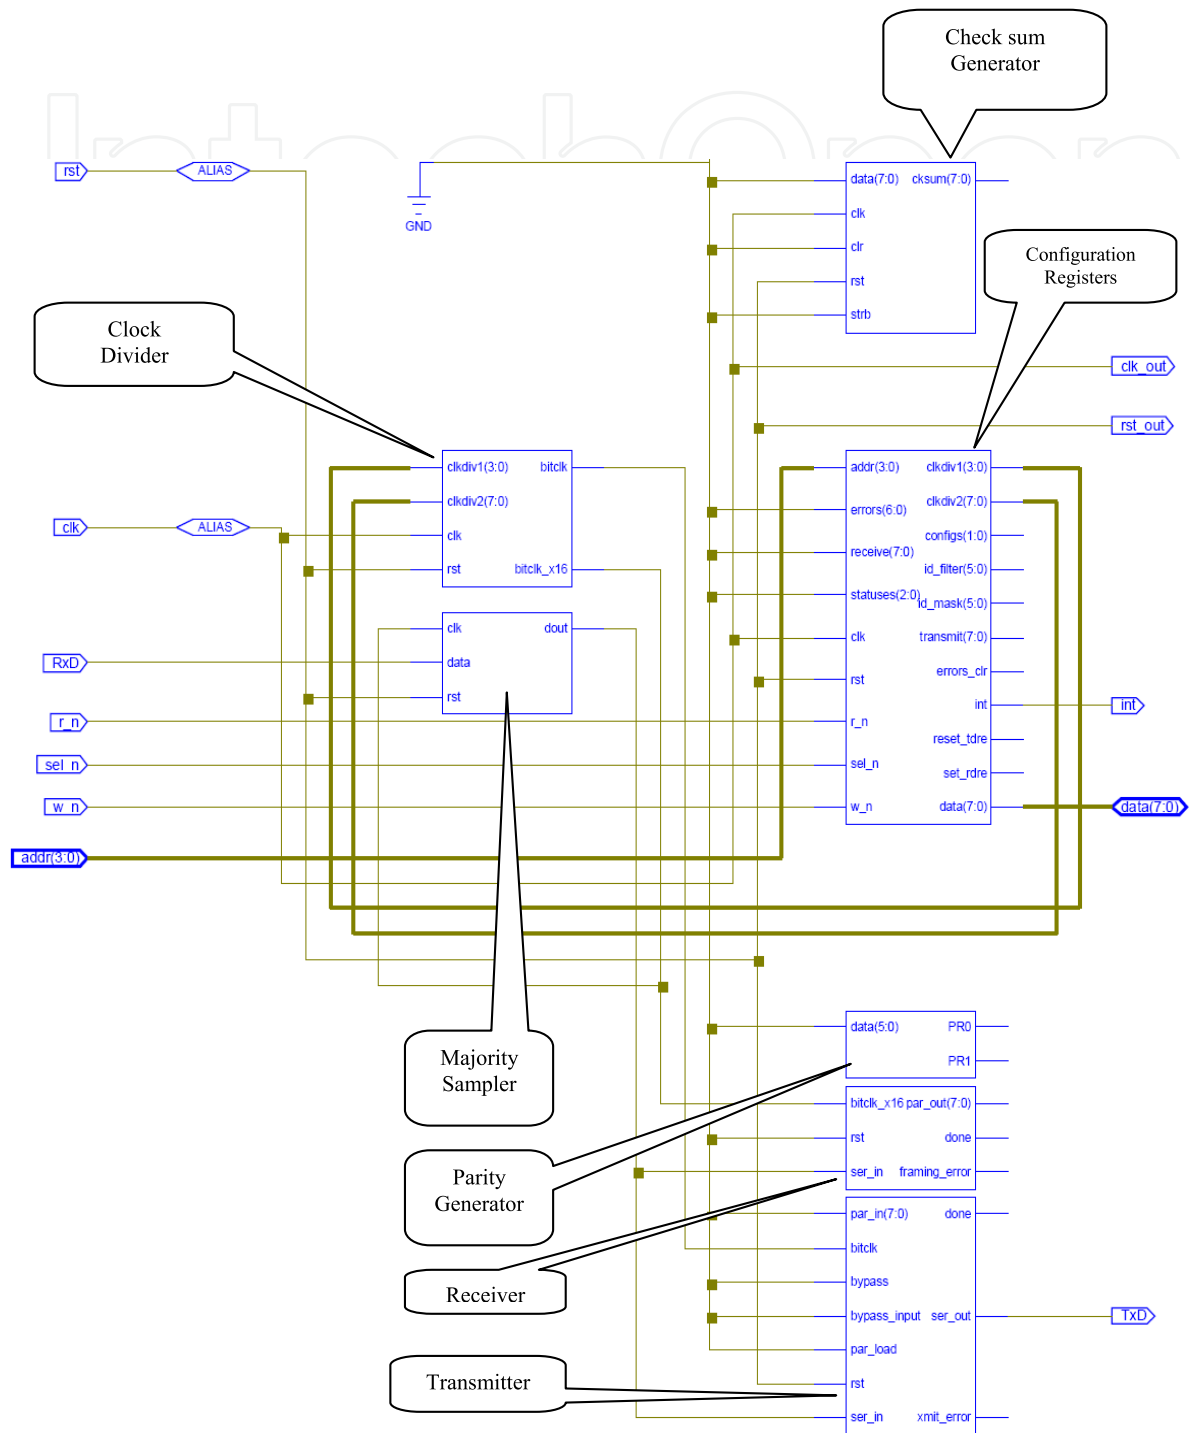 Check sum
Generator
rst
ALIAS
GND
data(7:0) cksum(7:0)
clk
clr
rst
strb
Configuration
Registers
Clock
Divider
clk_out
rst_out
clkdiv1(3:0) bitclk
clkdiv2(7:0)
clk
rst bitclk_x16
clk
ALIAS
addr(3:0) clkdiv1(3:0)
errors(6:0) clkdiv2(7:0)
receive(7:0) configs(1:0)
statuses(2:0) id_filter(5:0)
id_mask(5:0)
clk transmit(7:0)
rst errors_clr
r_n int
sel_n reset_tdre
set_rdre
w_n data(7:0)
clk dout
data
rst
RxD
r_n
sel_n
w_n
addr(3:0)
int
data(7:0)
Majority
Sampler
data(5:0) PR0
PR1
Parity
Generator
bitclk_x16 par_out(7:0)
rst done
ser_in framing_error
Receiver
par_in(7:0) done
bitclk
bypass
bypass_input ser_out
par_load
rst
ser_in xmit_error
TxD
Transmitter